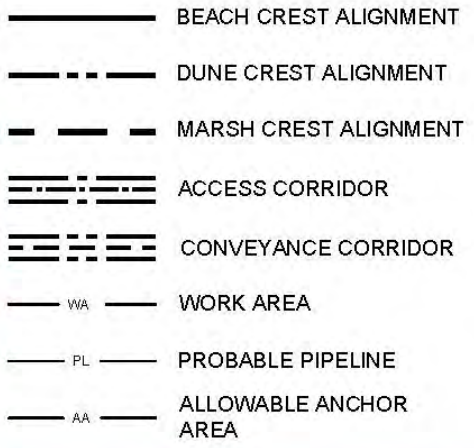 BEACH CREST ALIGNMENT
DUNE CREST ALIGNMENT
MARSH CREST ALIGNMENT
ACCESS CORRIDOR
CONVEYANCE CORRIDOR
WA WORK AREA
PL PROBABLE PIPELINE
AA ALLOWABLE ANCHOR
AREA